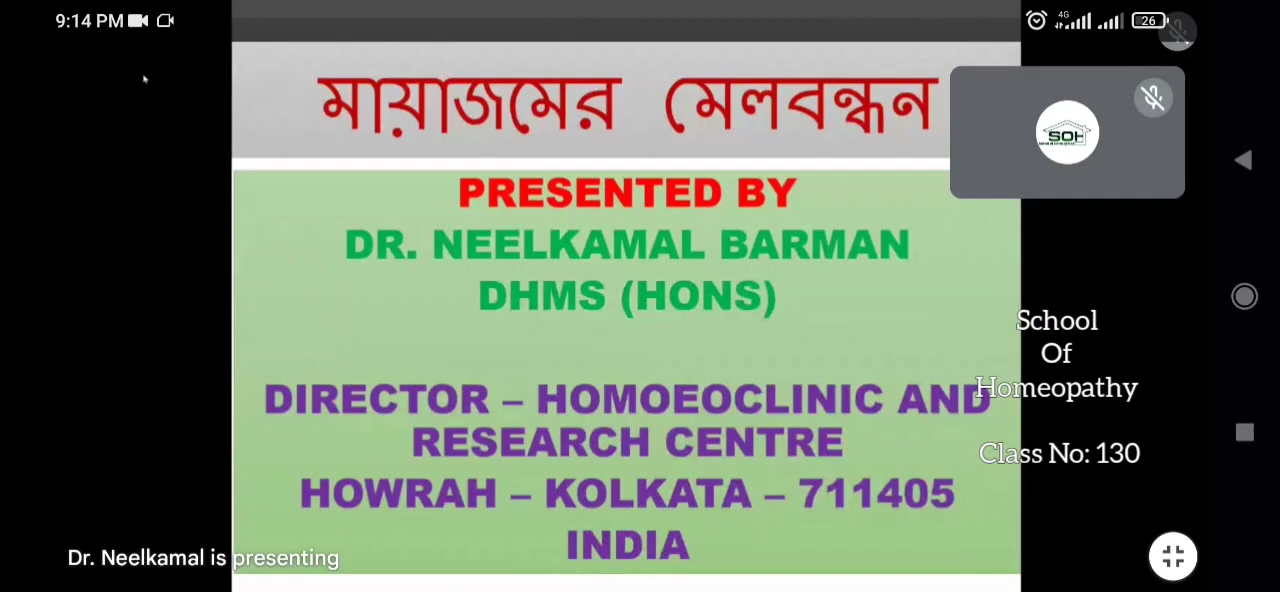 9:14 PM
4G
26
মায়াজমের মেলবন্ধন
SOH
PRESENTED BY
DR. NEELKAMAL BARMAN
DHMS (HONS)
DIRECTOR – HOMOEOCLINIC AND
RESEARCH CENTRE
HOWRAH – KOLKATA – 711405
INDIA
School
Of
Homeopathy
Class No: 130
Dr. Neelkamal is presenting